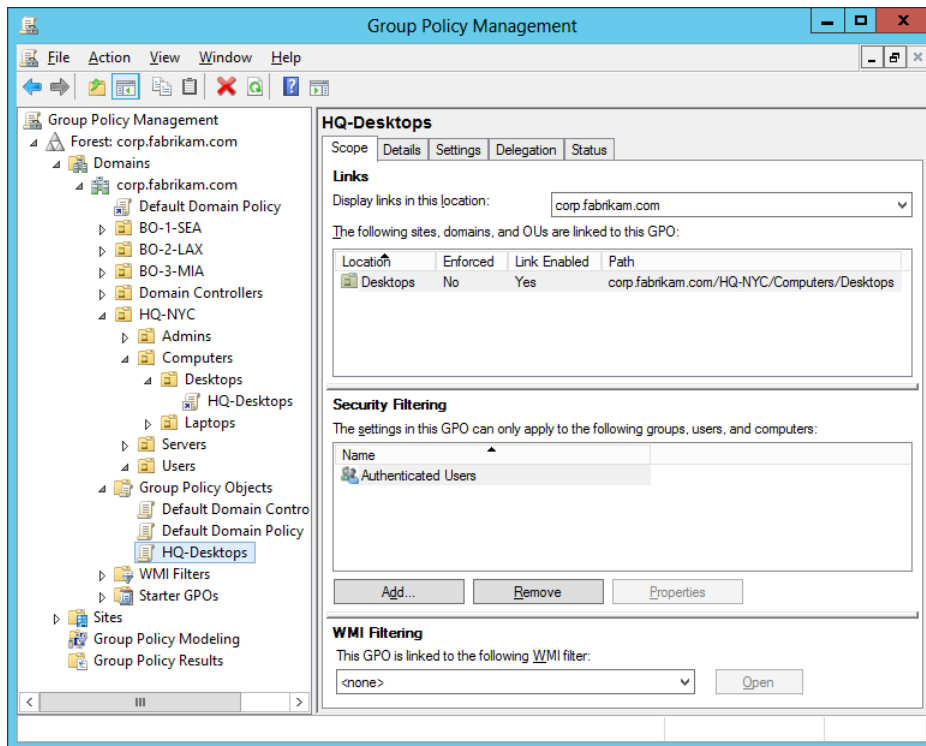 Group Policy Management
File Action View Window Help
Group Policy Management
Forest: corp.fabrikam.com
Domains
corp.fabrikam.com
Default Domain Policy
BO-1-SEA
BO-2-LAX
BO-3-MIA
Domain Controllers
HQ-NYC
Admins
Computers
Desktops
HQ-Desktops
Laptops
Servers
Users
Group Policy Objects
Default Domain Contro
Default Domain Policy
HQ-Desktops
WMI Filters
Starter GPOs
Sites
Group Policy Modeling
Group Policy Results
HQ-Desktops
Scope Details Settings Delegation Status
Links
Display links in this location: corp.fabrikam.com
The following sites, domains, and OUs are linked to this GPO:
Location Enforced Link Enabled Path
Desktops No Yes corp.fabrikam.com/HQ-NYC/Computers/Desktops
Security Filtering
The settings in this GPO can only apply to the following groups, users, and computers:
Name
Authenticated Users
Add... Remove Properties
WMI Filtering
This GPO is linked to the following WMI filter:
<none> Open